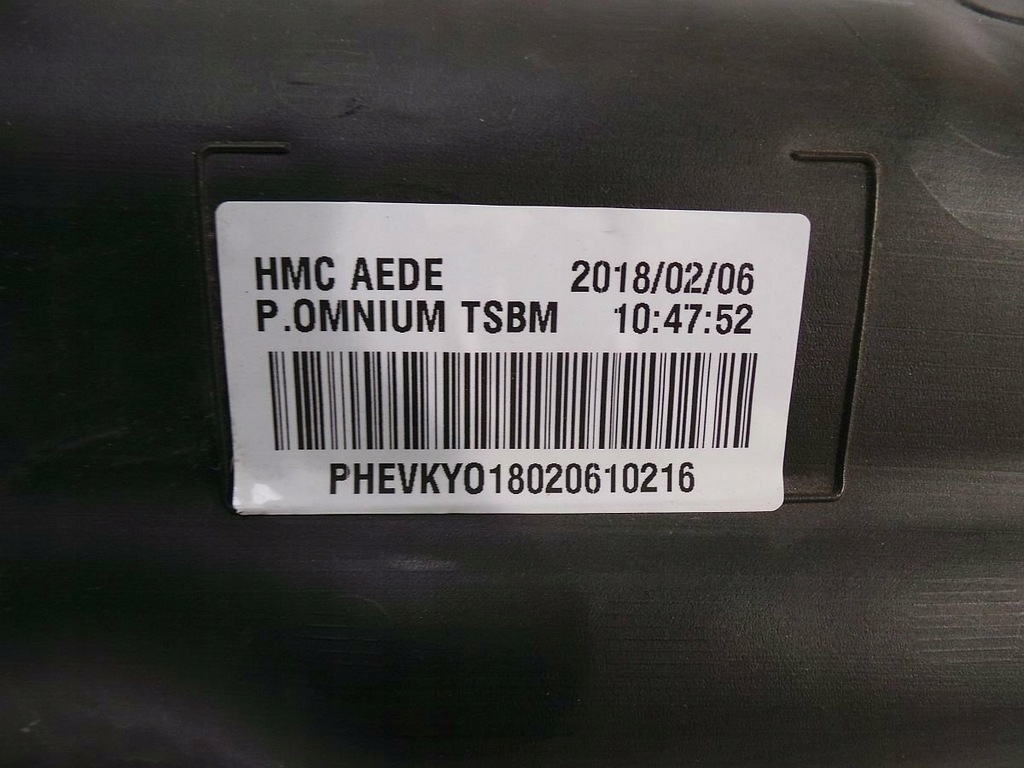 HMC AEDE 2018/02/06
P.OMNIUM TSBM 10:47:52
PHEVKYO18020610216